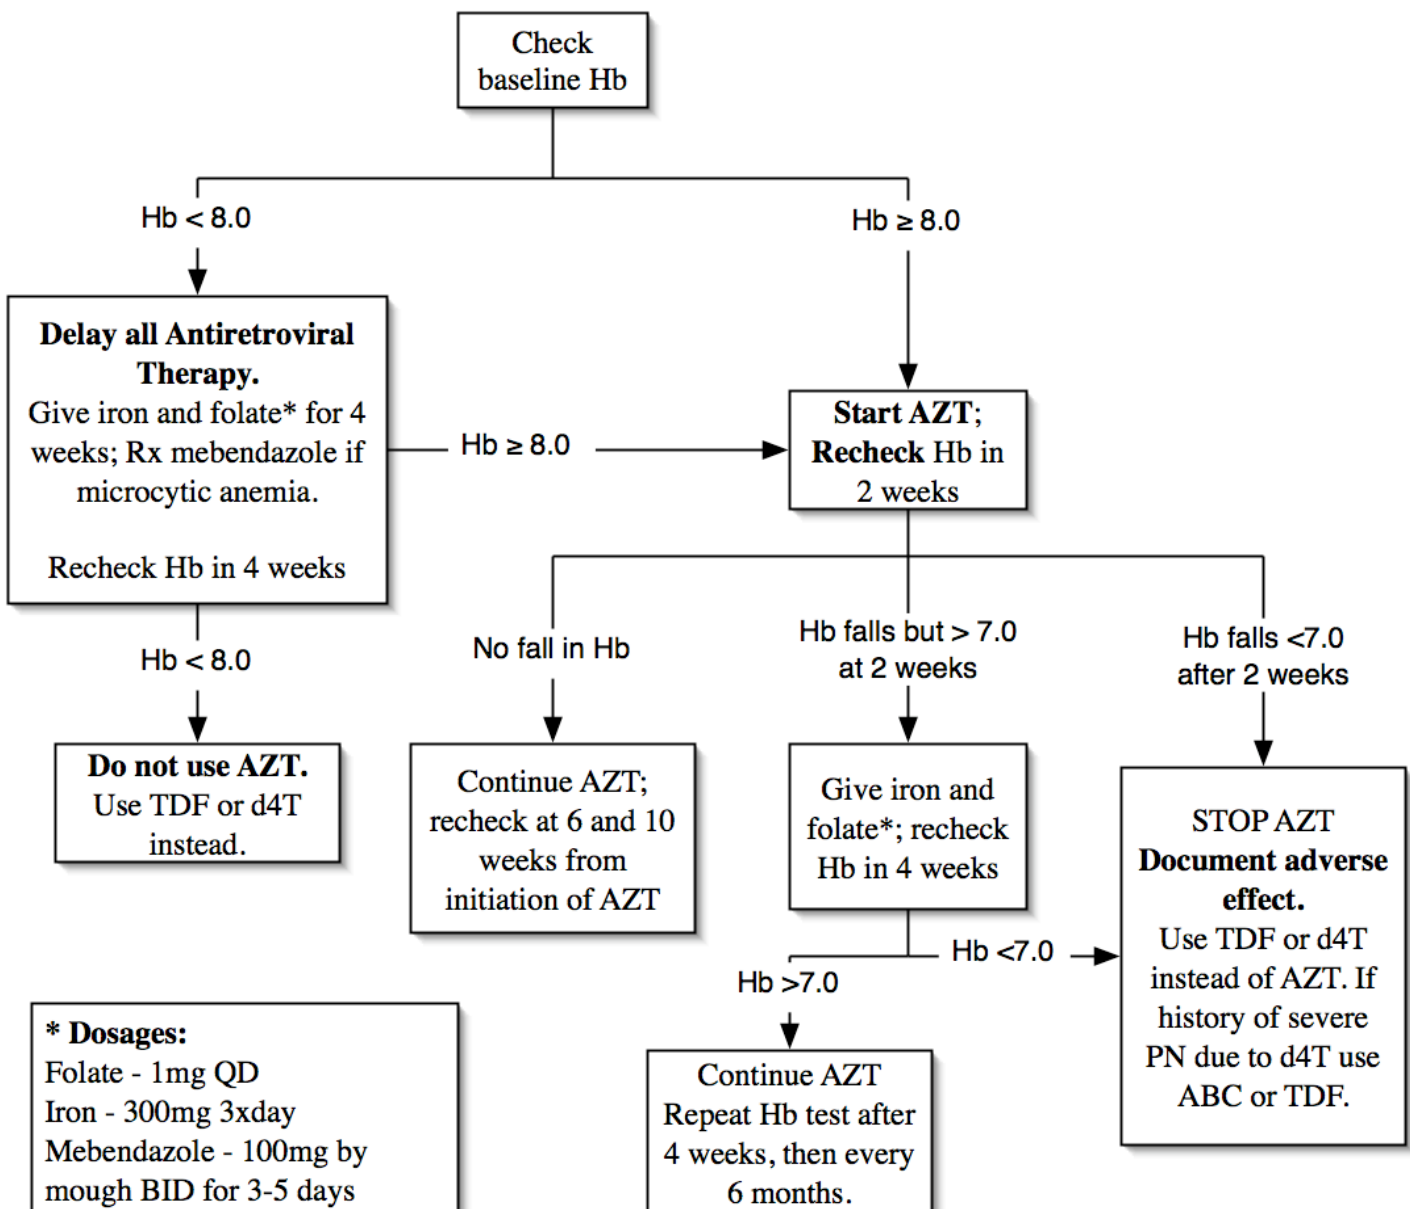 Check
baseline Hb
Hb < 8.0
Hb ≥ 8.0
Delay all Antiretroviral
Therapy.
Give iron and folate* for 4
weeks; Rx mebendazole if
microcytic anemia.
Recheck Hb in 4 weeks
Hb ≥ 8.0
Start AZT;
Recheck Hb in
2 weeks
Hb < 8.0
No fall in Hb
Hb falls but > 7.0
at 2 weeks
Hb falls <7.0
after 2 weeks
Do not use AZT.
Use TDF or d4T
instead.
Continue AZT;
recheck at 6 and 10
weeks from
initiation of AZT
Give iron and
folate*; recheck
Hb in 4 weeks
STOP AZT
Document adverse
effect.
Use TDF or d4T
instead of AZT. If
history of severe
PN due to d4T use
ABC or TDF.
Hb <7.0
Hb >7.0
Continue AZT
Repeat Hb test after
4 weeks, then every
6 months.
* Dosages:
Folate - 1mg QD
Iron - 300mg 3xday
Mebendazole - 100mg by
mough BID for 3-5 days